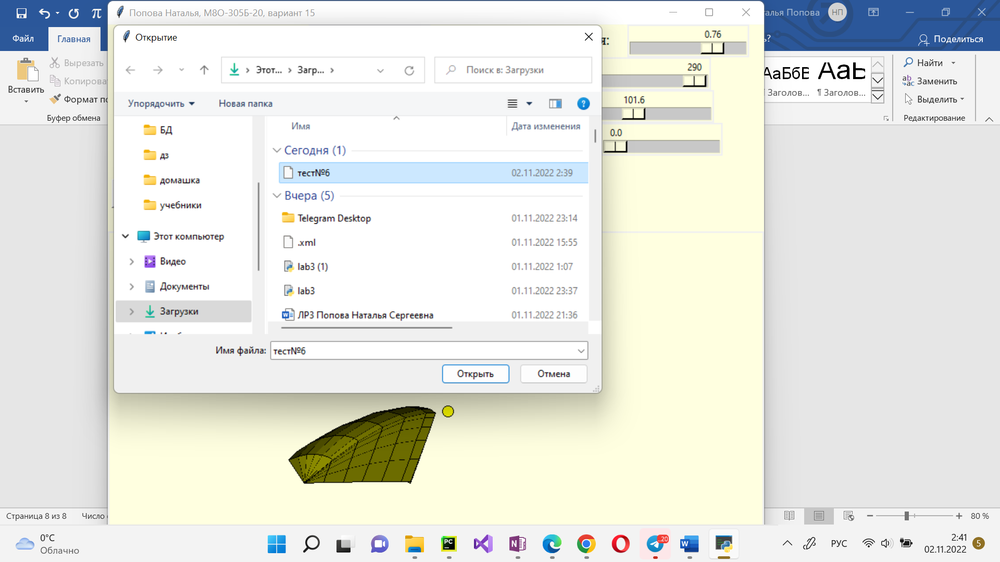 Попова Наталья, М8О-305Б-20, вариант 15
Попова
НП
Файл
Главная
Поделиться
Вставить
Вырезать
Формат
Буфер обмена
Открытие
Этот...
Загр...
Поиск в: Загрузки
Упорядочить
Новая папка
Имя
Дата изменения
БД
дз
домашка
учебники
Этот компьютер
Видео
Документы
Загрузки
Сегодня (1)
тест№6 02.11.2022 2:39
Вчера (5)
Telegram Desktop 01.11.2022 23:14
.xml 01.11.2022 15:55
lab3 (1) 01.11.2022 1:07
lab3 01.11.2022 23:37
ЛР3 Попова Наталья Сергеевна 01.11.2022 21:36
Имя файла: тест№6
Открыть
Отмена
0.76
290
101.6
0.0
АаБбВ
¶ Заголов...
¶ Заголов...
Найти
Заменить
Выделить
Редактирование
Страница 8 из 8
Число
80 %
0°C
Облачно
PC
N
W
..20
РУС
2:41
02.11.2022
5